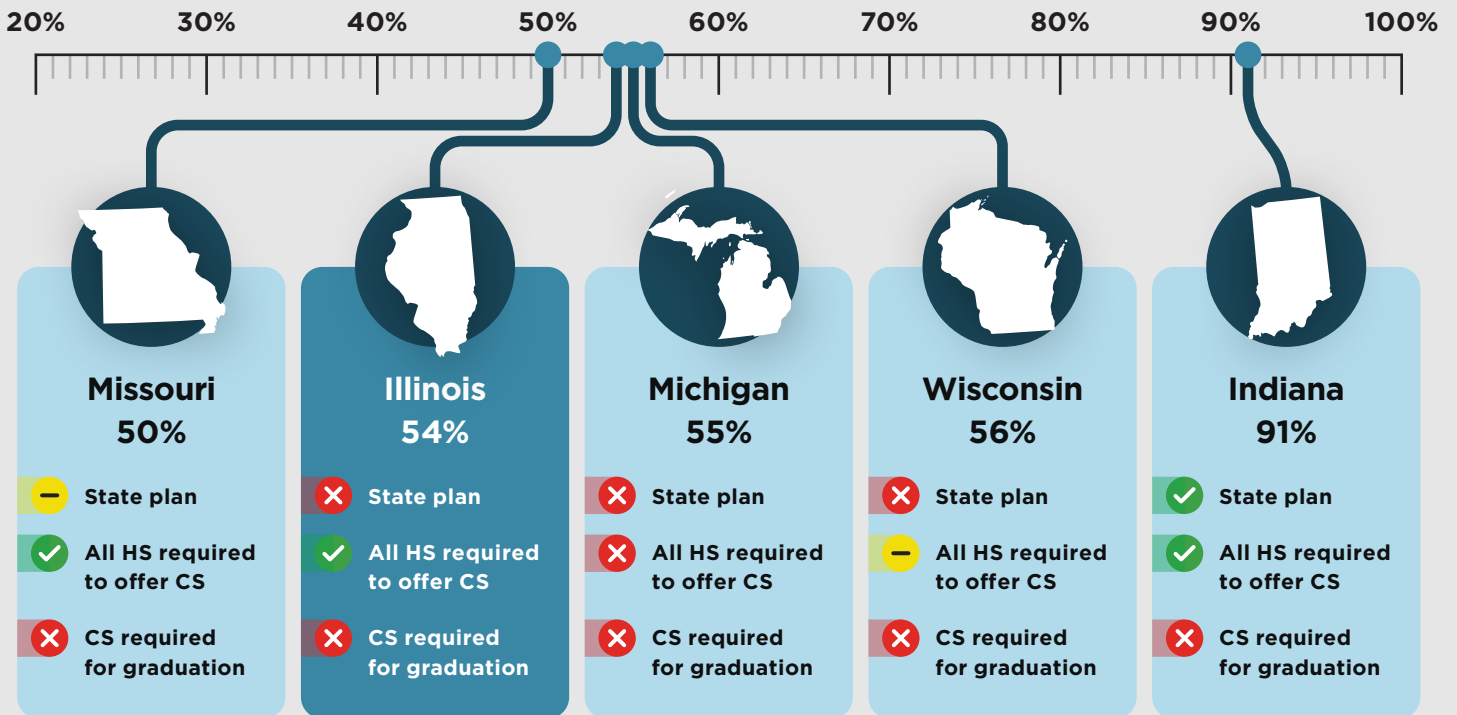 20% 30% 40% 50% 60% 70% 80% 90% 100%
Missouri
50%
State plan
All HS required
to offer CS
CS required
for graduation
Illinois
54%
State plan
All HS required
to offer CS
CS required
for graduation
Michigan
55%
State plan
All HS required
to offer CS
CS required
for graduation
Wisconsin
56%
State plan
All HS required
to offer CS
CS required
for graduation
Indiana
91%
State plan
All HS required
to offer CS
CS required
for graduation